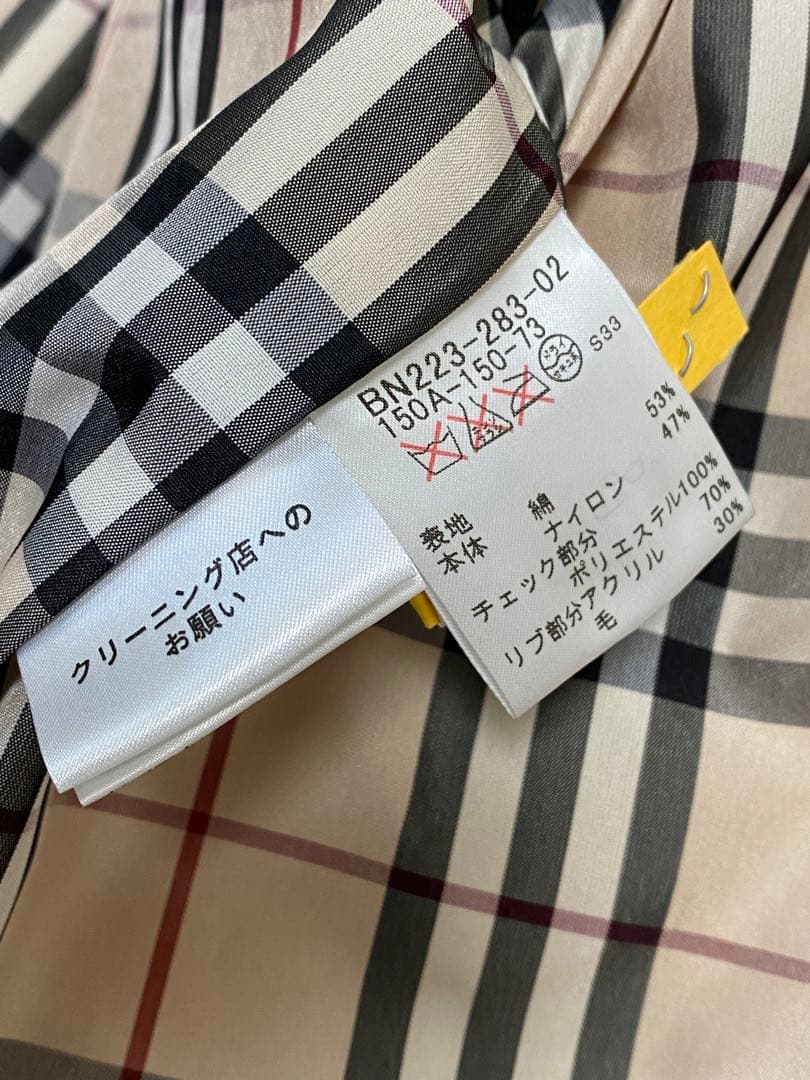 BN223-283-02
150A-150-73
S33
表地 綿 53%
本体 ナイロン 47%
チェック部分
ポリエステル100%
リブ部分アクリル 70%
毛 30%
クリーニング店への
お願い